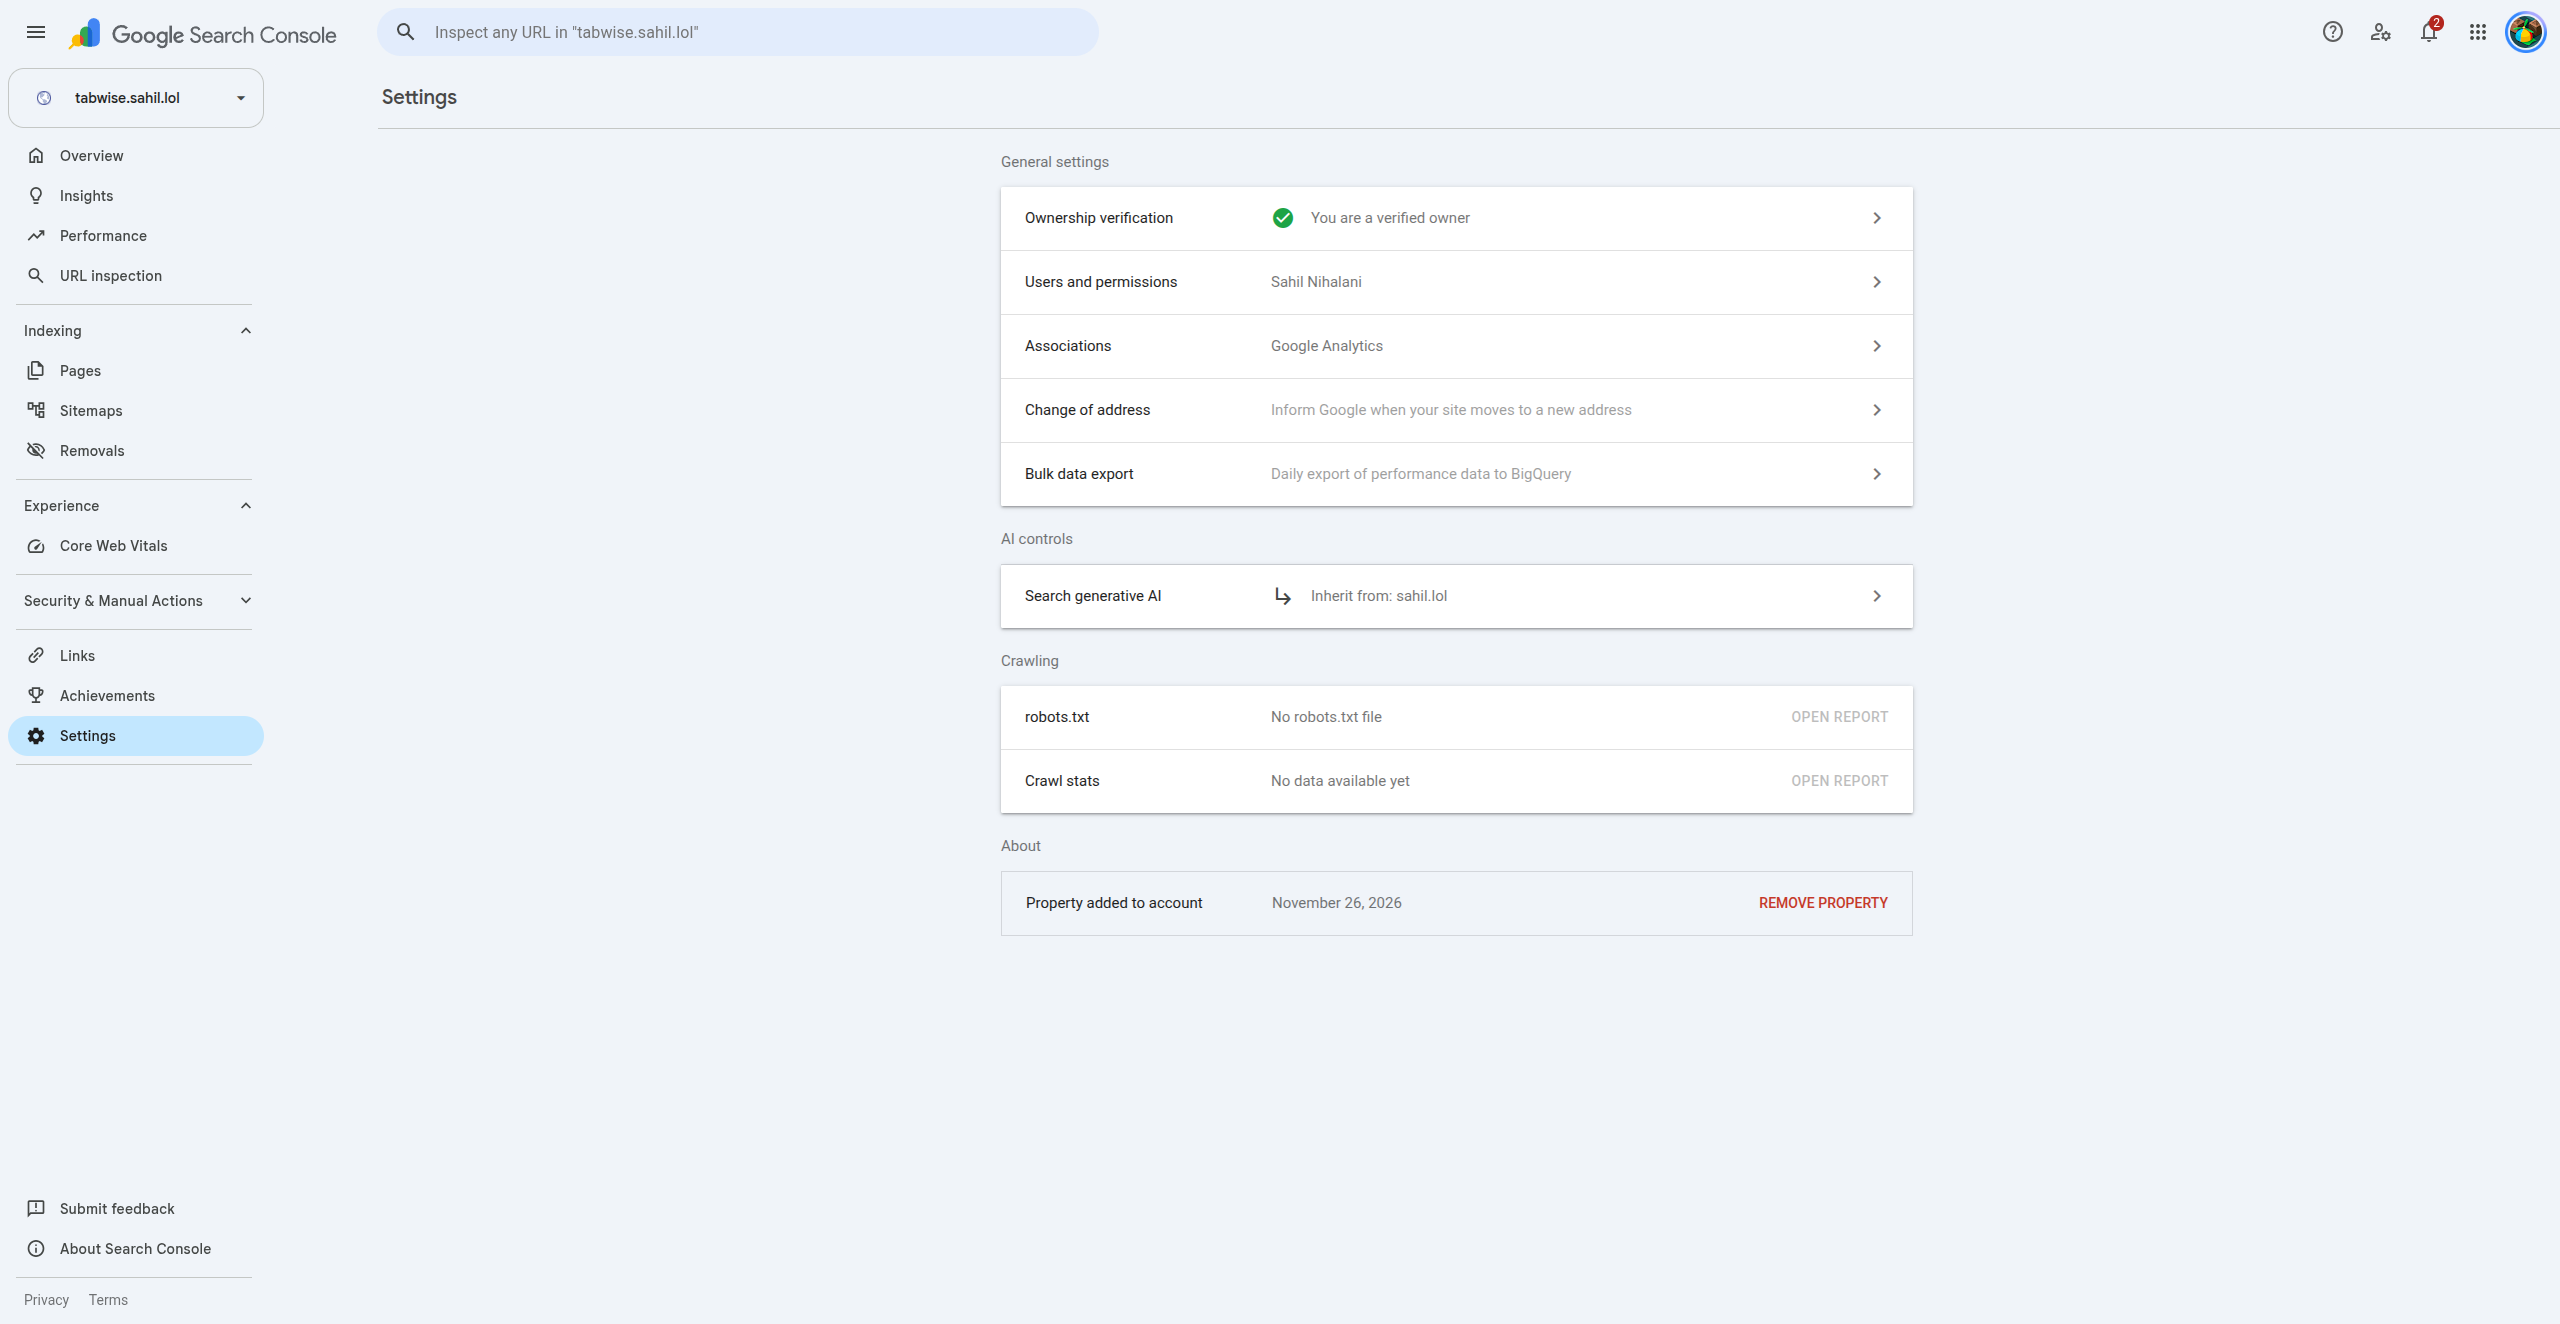 Google Search Console
Inspect any URL in "tabwise.sahil.lol"
2
tabwise.sahil.lol
Overview
Insights
Performance
URL inspection
Indexing
Pages
Sitemaps
Removals
Experience
Core Web Vitals
Security & Manual Actions
Links
Achievements
Settings
Submit feedback
About Search Console
Privacy Terms
Settings
General settings
Ownership verification You are a verified owner
Users and permissions Sahil Nihalani
Associations Google Analytics
Change of address Inform Google when your site moves to a new address
Bulk data export Daily export of performance data to BigQuery
AI controls
Search generative AI Inherit from: sahil.lol
Crawling
robots.txt No robots.txt file OPEN REPORT
Crawl stats No data available yet OPEN REPORT
About
Property added to account November 26, 2026 REMOVE PROPERTY